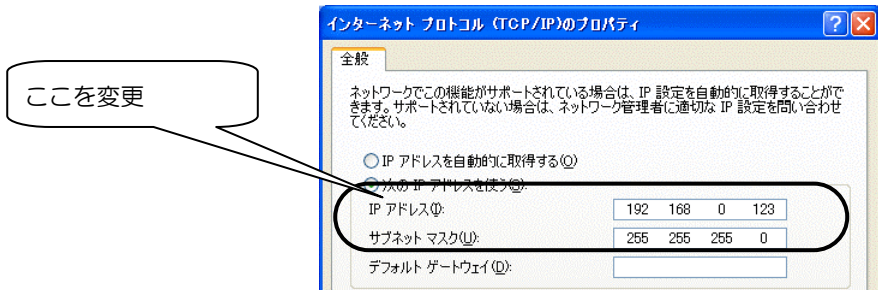 インターネット プロトコル (TCP/IP)のプロパティ
全般
ここを変更
ネットワークでこの機能がサポートされている場合は、IP 設定を自動的に取得することがで
きます。サポートされていない場合は、ネットワーク管理者に適切な IP 設定を問い合わせ
てください。
IP アドレスを自動的に取得する(O)
次の IP アドレスを使う(S):
IP アドレス(I): 192 168 0 123
サブネット マスク(U): 255 255 255 0
デフォルト ゲートウェイ(D):